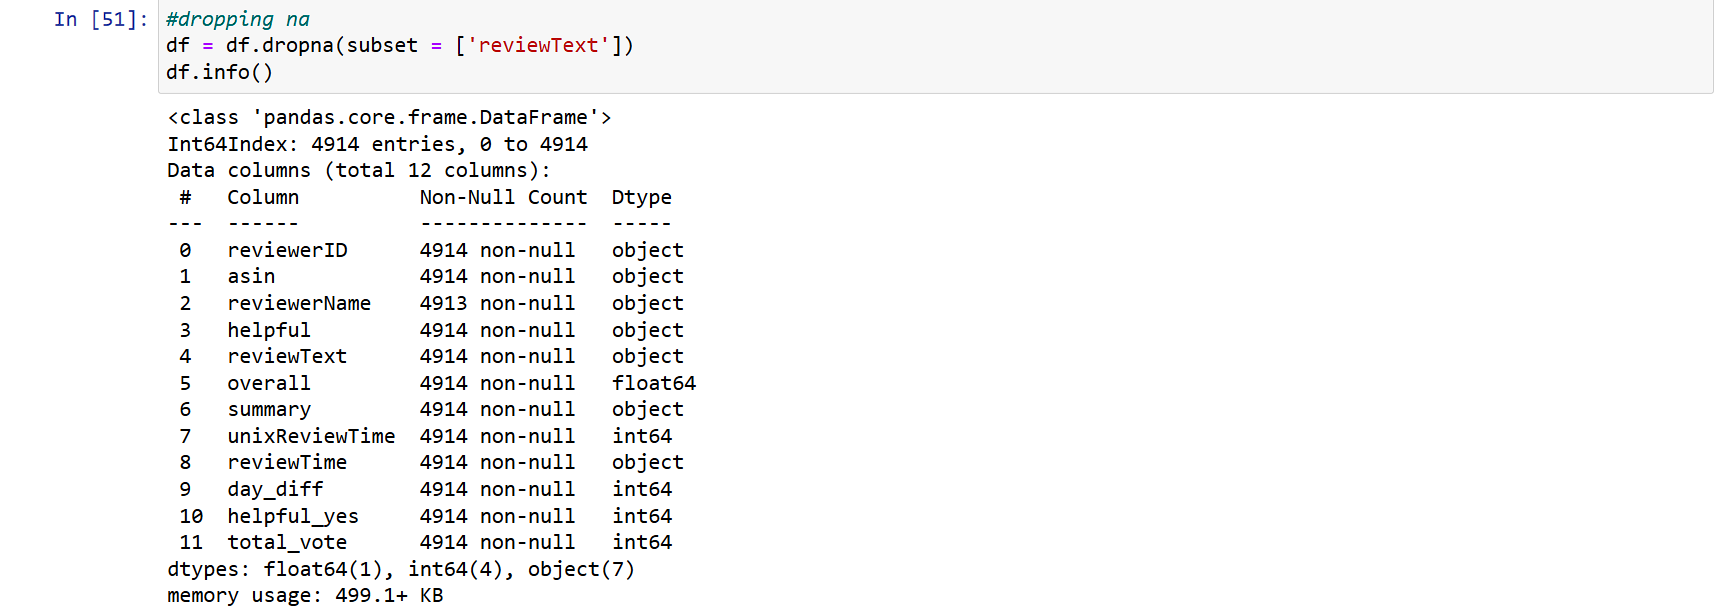 In [51]: #dropping na
df = df.dropna(subset = ['reviewText'])
df.info()
<class 'pandas.core.frame.DataFrame'>
Int64Index: 4914 entries, 0 to 4914
Data columns (total 12 columns):
 #   Column          Non-Null Count  Dtype
---  ------          --------------  -----
 0   reviewerID      4914 non-null   object
 1   asin            4914 non-null   object
 2   reviewerName    4913 non-null   object
 3   helpful         4914 non-null   object
 4   reviewText      4914 non-null   object
 5   overall         4914 non-null   float64
 6   summary         4914 non-null   object
 7   unixReviewTime  4914 non-null   int64
 8   reviewTime      4914 non-null   object
 9   day_diff        4914 non-null   int64
 10  helpful_yes     4914 non-null   int64
 11  total_vote      4914 non-null   int64
dtypes: float64(1), int64(4), object(7)
memory usage: 499.1+ KB